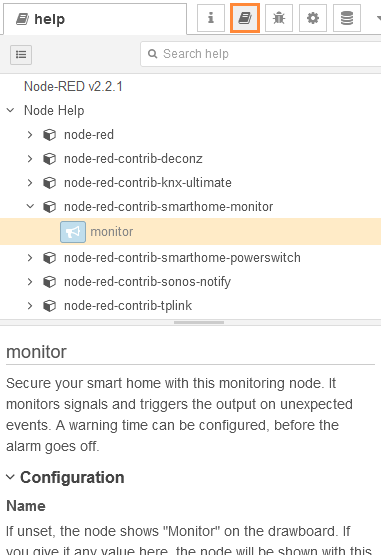 help
i
Search help
Node-RED v2.2.1
Node Help
node-red
node-red-contrib-deconz
node-red-contrib-knx-ultimate
node-red-contrib-smarthome-monitor
monitor
node-red-contrib-smarthome-powerswitch
node-red-contrib-sonos-notify
node-red-contrib-tplink
monitor
Secure your smart home with this monitoring node. It
monitors signals and triggers the output on unexpected
events. A warning time can be configured, before the
alarm goes off.
Configuration
Name
If unset, the node shows "Monitor" on the drawboard. If
you give it any value here, the node will be shown with this